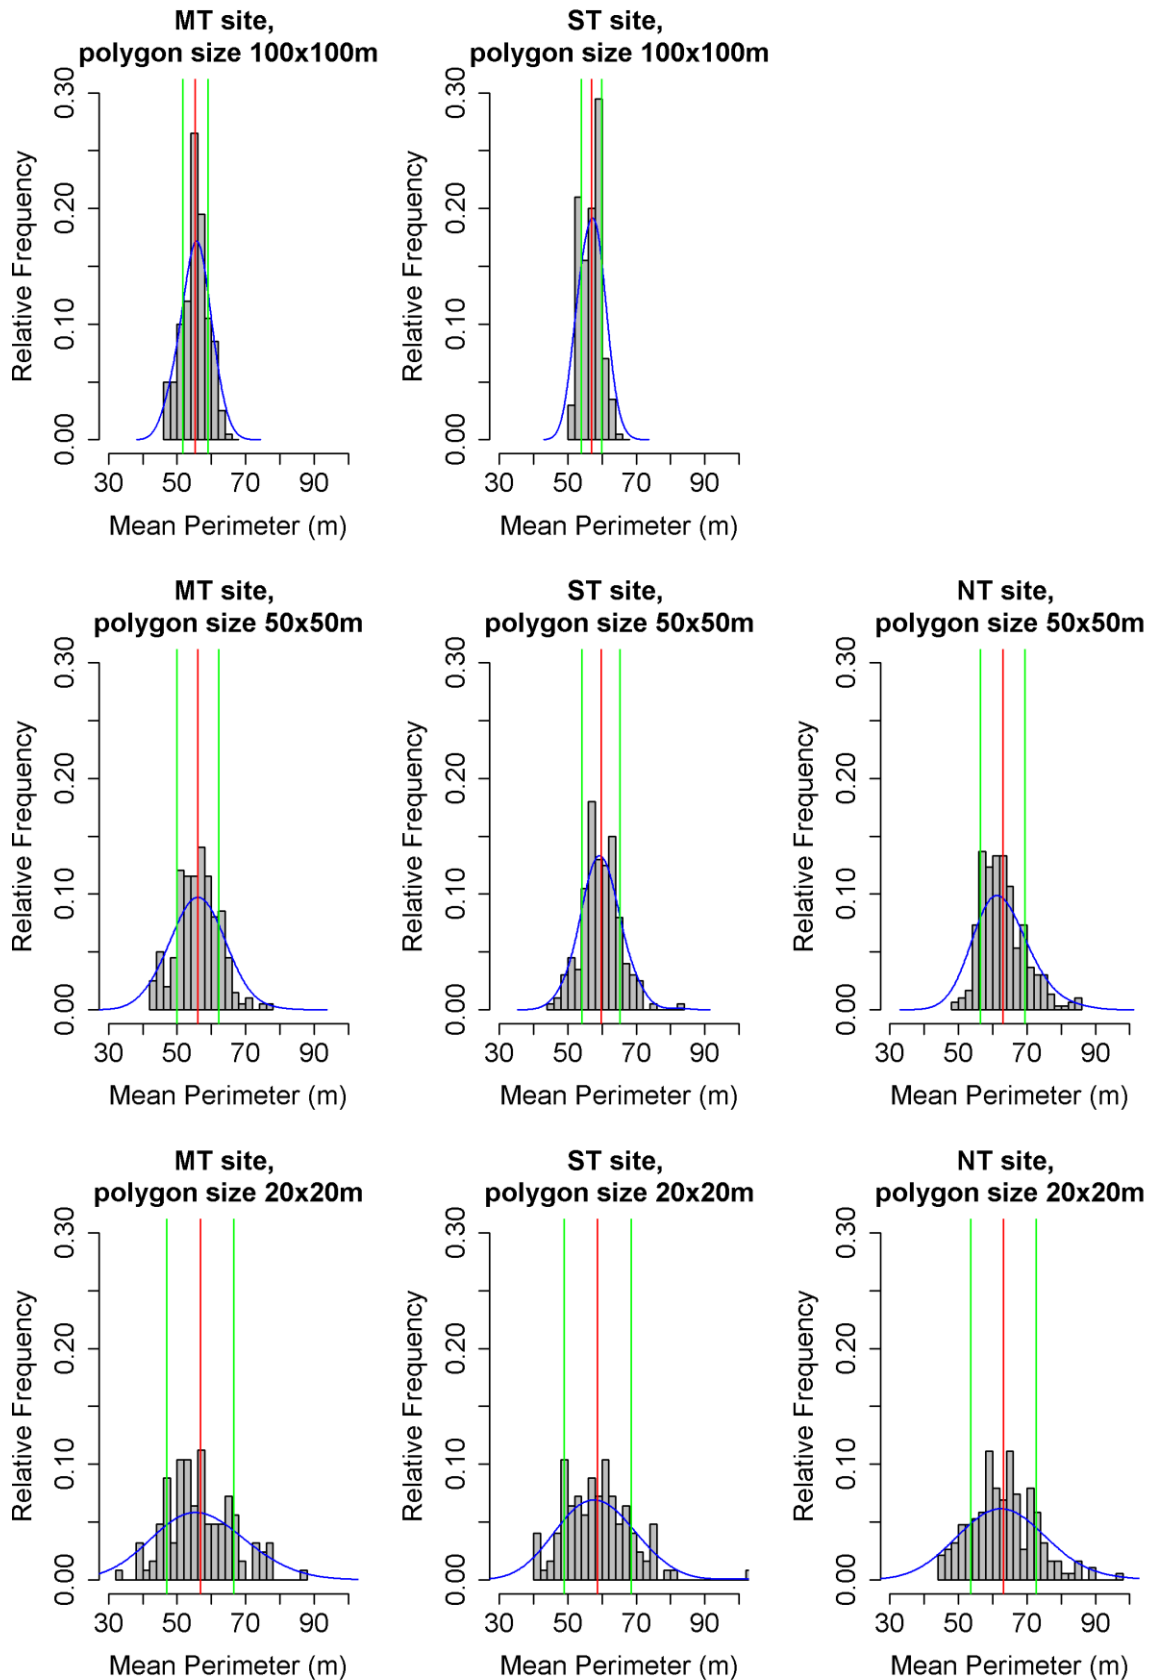 MT site,
polygon size 100x100m
0.00 0.10 0.20 0.30
Relative Frequency
30 50 70 90
Mean Perimeter (m)
ST site,
polygon size 100x100m
0.00 0.10 0.20 0.30
Relative Frequency
30 50 70 90
Mean Perimeter (m)
MT site,
polygon size 50x50m
0.00 0.10 0.20 0.30
Relative Frequency
30 50 70 90
Mean Perimeter (m)
ST site,
polygon size 50x50m
0.00 0.10 0.20 0.30
Relative Frequency
30 50 70 90
Mean Perimeter (m)
NT site,
polygon size 50x50m
0.00 0.10 0.20 0.30
Relative Frequency
30 50 70 90
Mean Perimeter (m)
MT site,
polygon size 20x20m
0.00 0.10 0.20 0.30
Relative Frequency
30 50 70 90
Mean Perimeter (m)
ST site,
polygon size 20x20m
0.00 0.10 0.20 0.30
Relative Frequency
30 50 70 90
Mean Perimeter (m)
NT site,
polygon size 20x20m
0.00 0.10 0.20 0.30
Relative Frequency
30 50 70 90
Mean Perimeter (m)